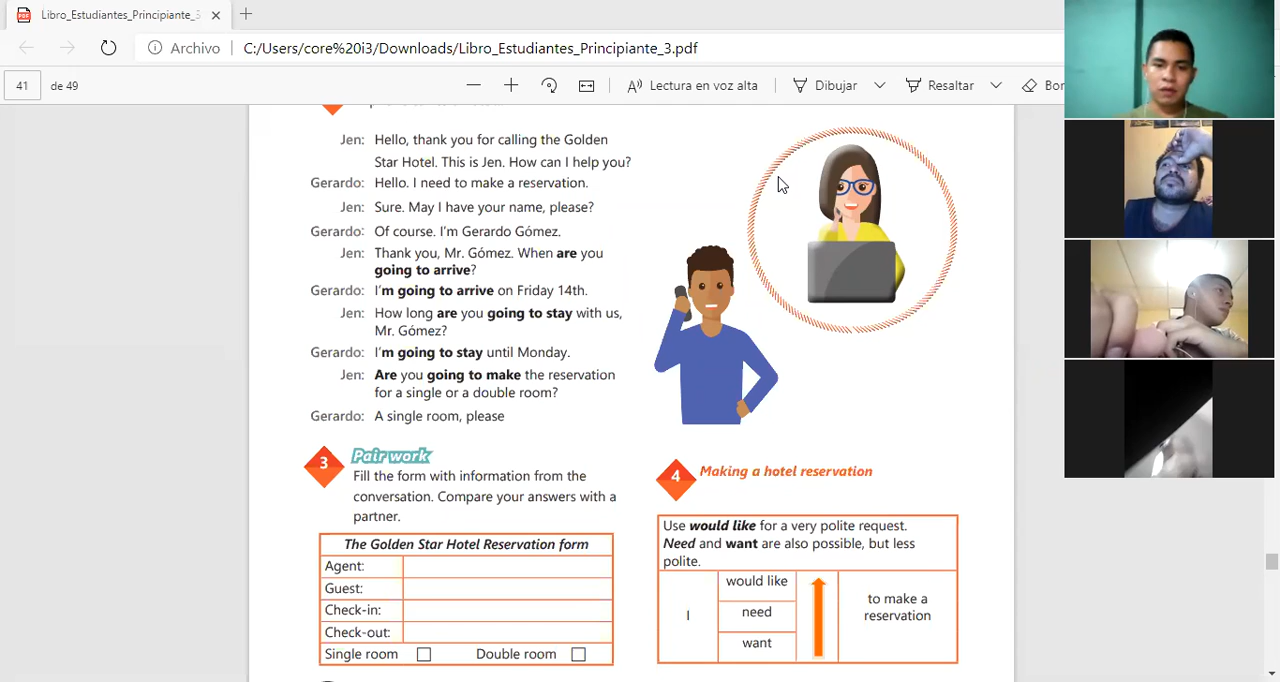 Libro_Estudiantes_Principiante_3
Archivo
C:/Users/core%20i3/Downloads/Libro_Estudiantes_Principiante_3.pdf
41 de 49
Lectura en voz alta
Dibujar
Resaltar
Bor
Jen: Hello, thank you for calling the Golden
Star Hotel. This is Jen. How can I help you?
Gerardo: Hello. I need to make a reservation.
Jen: Sure. May I have your name, please?
Gerardo: Of course. I'm Gerardo Gómez.
Jen: Thank you, Mr. Gómez. When are you
going to arrive?
Gerardo: I'm going to arrive on Friday 14th.
Jen: How long are you going to stay with us,
Mr. Gómez?
Gerardo: I'm going to stay until Monday.
Jen: Are you going to make the reservation
for a single or a double room?
Gerardo: A single room, please
3 Pair work
Fill the form with information from the
conversation. Compare your answers with a
partner.
The Golden Star Hotel Reservation form
Agent:
Guest:
Check-in:
Check-out:
Single room Double room
4 Making a hotel reservation
Use would like for a very polite request.
Need and want are also possible, but less
polite.
I
would like
need
want
to make a
reservation